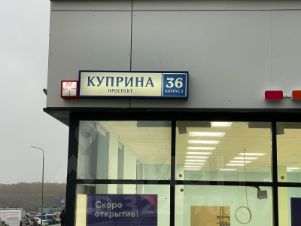 КУПРИНА
ПРОСПЕКТ
36
КОРПУС 2
Скоро
открытие!